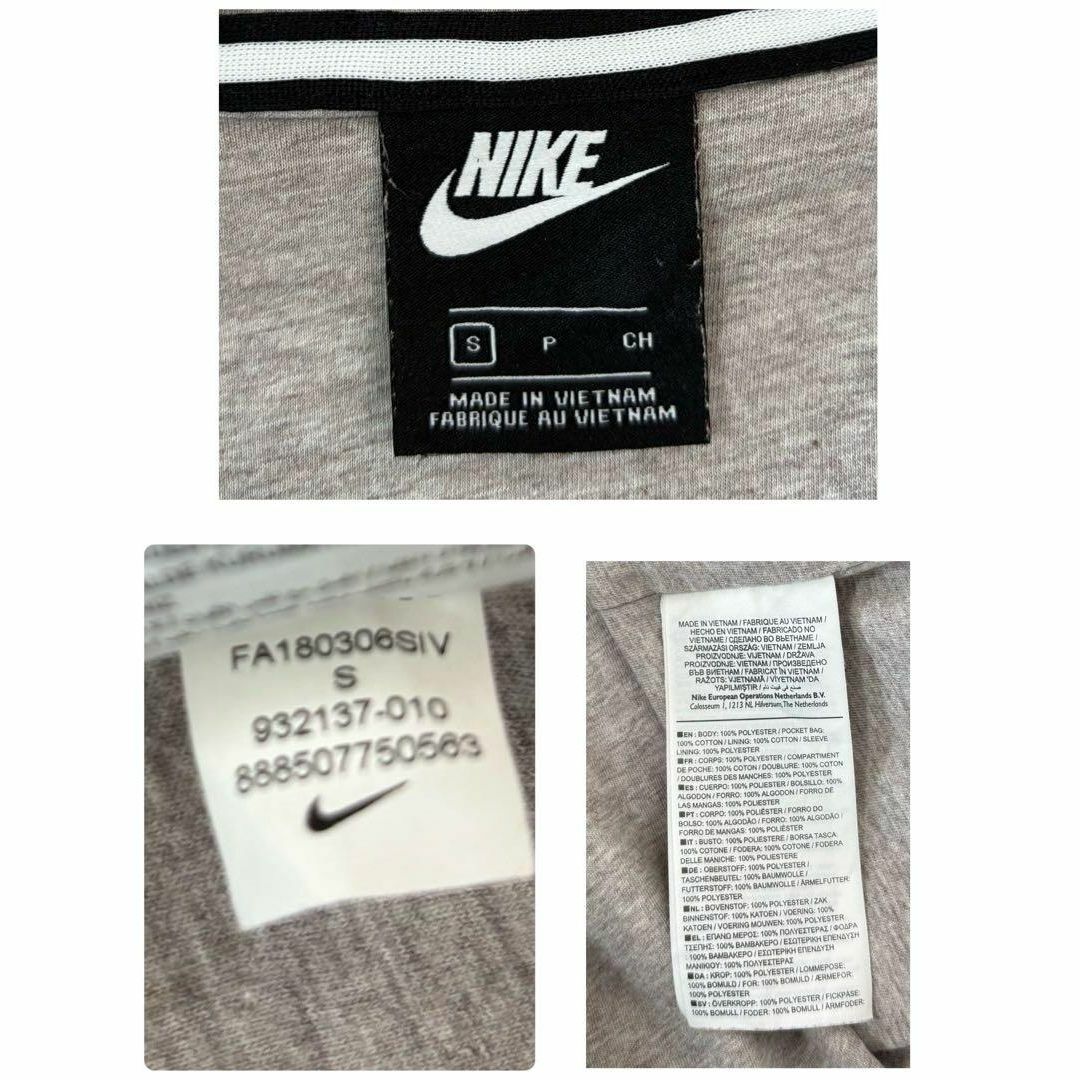 NIKE
S P CH
MADE IN VIETNAM
FABRIQUE AU VIETNAM
FA180306SIV
S
932137-010
888507750563
MADE IN VIETNAM / FABRIQUE AU VIETNAM /
HECHO EN VIETNAM / FABRICADO NO
VIETNAME / СДЕЛАНО ВО ВЬЕТНАМЕ /
SZÁRMAZÁSI ORSZÁG: VIETNAM / ZEMLJA
PROIZVODNJE: VIJETNAM / DRŽAVA
PROIZVODNJE: VIETNAM / ПРОИЗВЕДЕНО
ВЪВ ВИЕТНАМ / FABRICAT ÎN VIETNAM /
RAŽOTS: VJETNAMĀ / VİYETNAM 'DA
YAPILMIŞTIR / صنع في فييت نام
Nike European Operations Netherlands B.V.
Colosseum 1, 1213 NL Hilversum, The Netherlands
EN : BODY: 100% POLYESTER / POCKET BAG:
100% COTTON / LINING: 100% COTTON / SLEEVE
LINING: 100% POLYESTER
FR : CORPS: 100% POLYESTER / COMPARTIMENT
DE POCHE: 100% COTON / DOUBLURE: 100% COTON
/ DOUBLURES DES MANCHES: 100% POLYESTER
ES : CUERPO: 100% POLIÉSTER / BOLSILLO: 100%
ALGODON / FORRO: 100% ALGODON / FORRO DE
LAS MANGAS: 100% POLIESTER
PT : CORPO: 100% POLIÉSTER / FORRO DO
BOLSO: 100% ALGODÃO / FORRO: 100% ALGODÃO /
FORRO DE MANGAS: 100% POLIÉSTER
IT : BUSTO: 100% POLIESTERE / BORSA TASCA:
100% COTONE / FODERA: 100% COTONE / FODERA
DELLE MANICHE: 100% POLIESTERE
DE : OBERSTOFF: 100% POLYESTER /
TASCHENBEUTEL: 100% BAUMWOLLE /
FUTTERSTOFF: 100% BAUMWOLLE / ÄRMELFUTTER:
100% POLYESTER
NL : BOVENSTOF: 100% POLYESTER / ZAK
BINNENSTOF: 100% KATOEN / VOERING: 100%
KATOEN / VOERING MOUWEN: 100% POLYESTER
EL : ΕΠΑΝΩ ΜΕΡΟΣ: 100% ΠΟΛΥΕΣΤΕΡΑΣ / ΦΟΔΡΑ
ΤΣΕΠΗΣ: 100% ΒΑΜΒΑΚΕΡΟ / ΕΣΩΤΕΡΙΚΗ ΕΠΕΝΔΥΣΗ
: 100% ΒΑΜΒΑΚΕΡΟ / ΕΣΩΤΕΡΙΚΗ ΕΠΕΝΔΥΣΗ
ΜΑΝΙΚΙΟΥ: 100% ΠΟΛΥΕΣΤΕΡΑΣ
DA : KROP: 100% POLYESTER / LOMMEPOSE:
100% BOMULD / FOR: 100% BOMULD / ÆRMEFOR:
100% POLYESTER
SV : ÖVERKROPP: 100% POLYESTER / FICKPÅSE:
100% BOMULL / FODER: 100% BOMULL / ÄRMFODER: